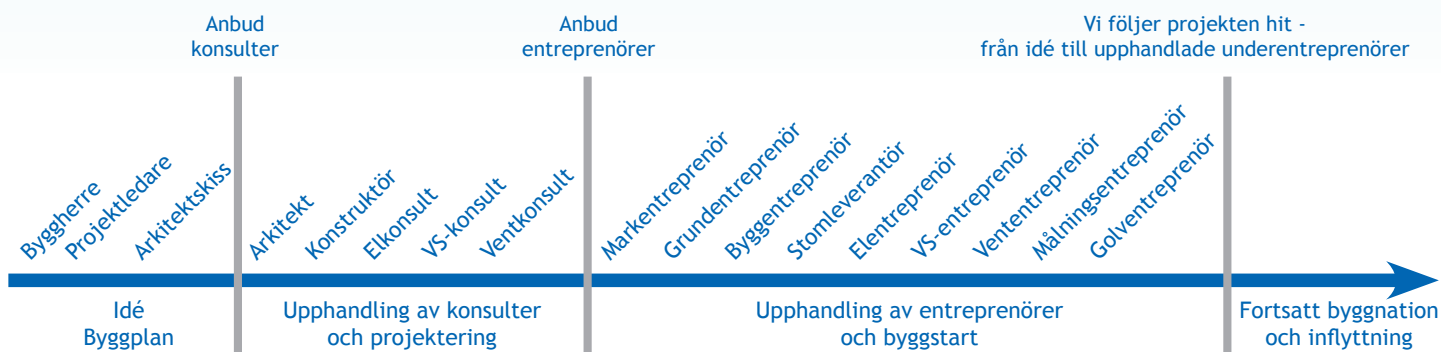 Anbud
konsulter
Anbud
entreprenörer
Vi följer projekten hit -
från idé till upphandlade underentreprenörer
Byggherre
Projektledare
Arkitektskiss
Arkitekt
Konstruktör
Elkonsult
VS-konsult
Ventkonsult
Markentreprenör
Grundentreprenör
Byggentreprenör
Stomleverantör
Elentreprenör
VS-entreprenör
Vententreprenör
Målningsentreprenör
Golventreprenör
Idé
Byggplan
Upphandling av konsulter
och projektering
Upphandling av entreprenörer
och byggstart
Fortsatt byggnation
och inflyttning